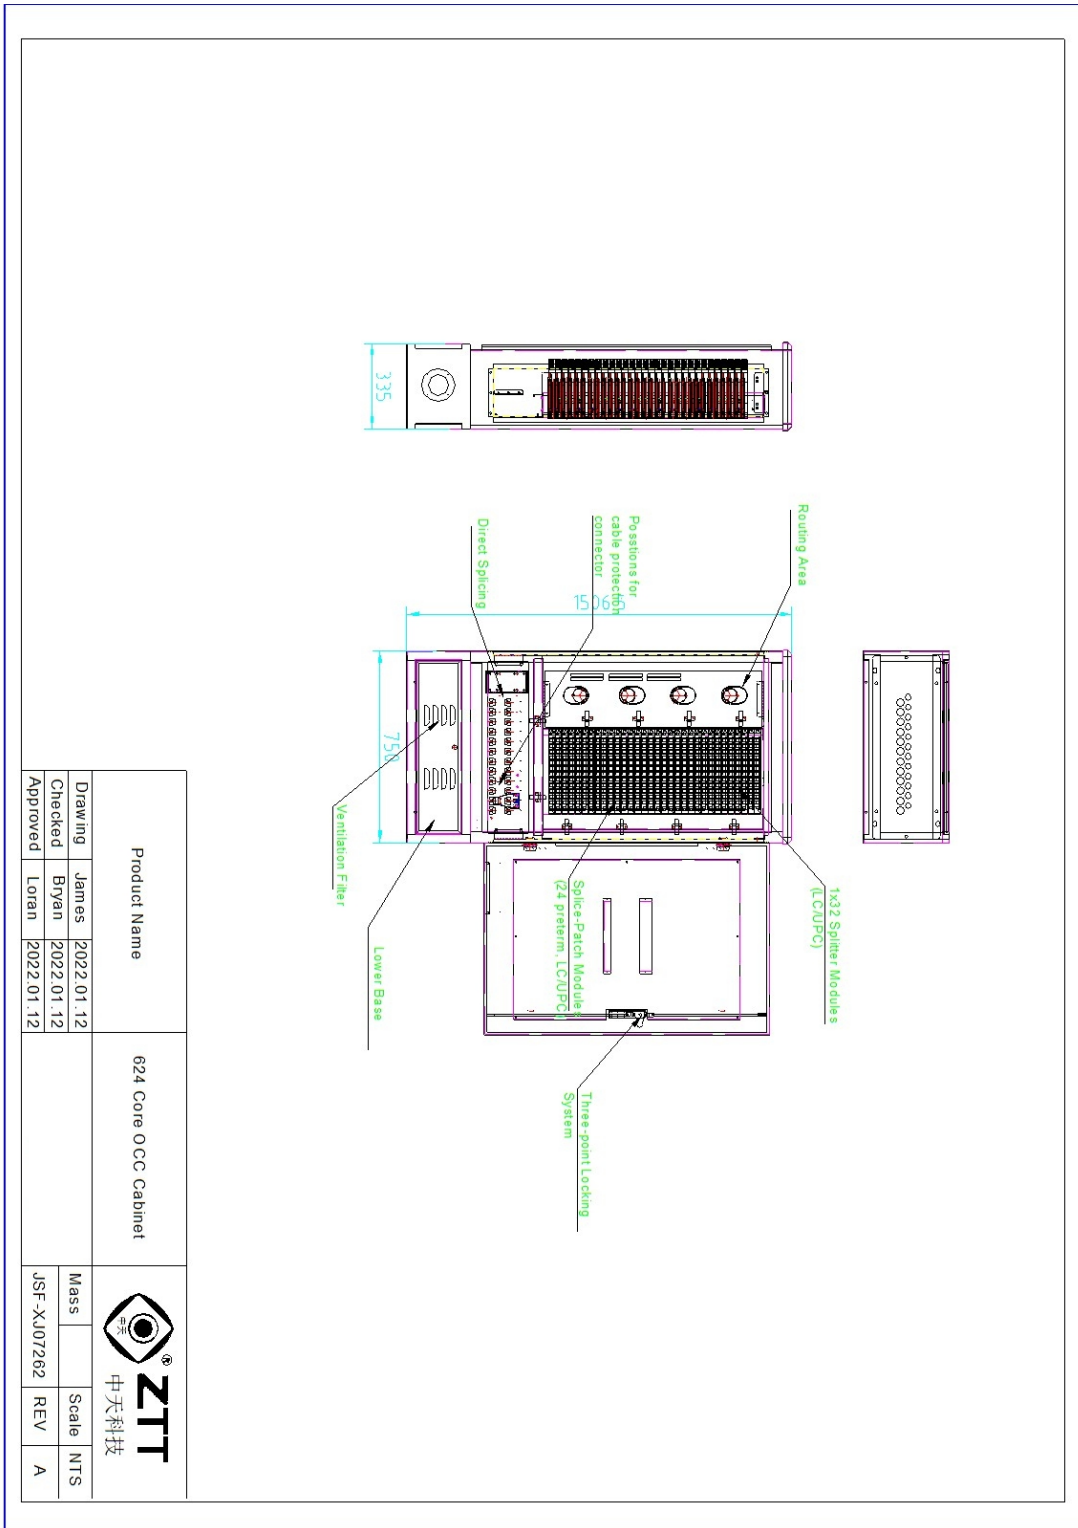 335
Routing Area
Posstions for
cable protection
connector
Direct Splicing
1506.5
750
1x32 Splitter Modules
(LC/UPC)
Splice-Patch Modules
(24 preterm, LC/UPC)
Ventilation Filter
Lower Base
Three-point Locking
System
Product Name
624 Core OCC Cabinet
中天
®
ZTT
中天科技
Drawing James 2022.01.12
Mass Scale NTS
Checked Bryan 2022.01.12
Approved Loran 2022.01.12
JSF-XJ07262 REV A